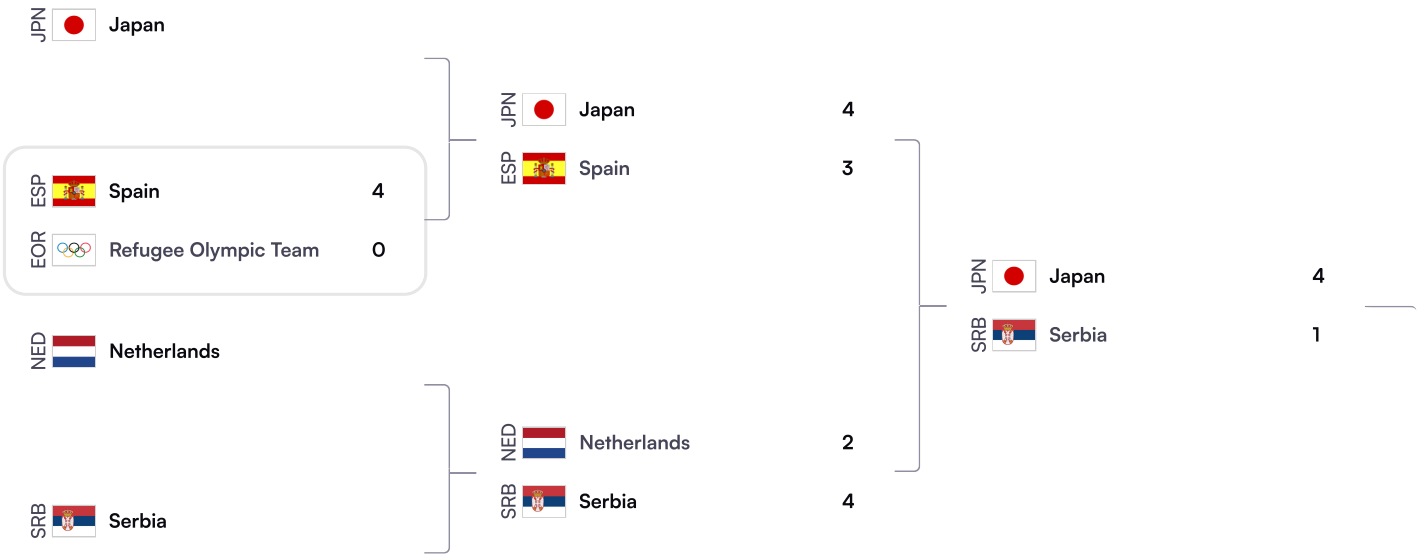 JPN Japan
ESP Spain 4
EOR Refugee Olympic Team 0
NED Netherlands
SRB Serbia
JPN Japan 4
ESP Spain 3
NED Netherlands 2
SRB Serbia 4
JPN Japan 4
SRB Serbia 1